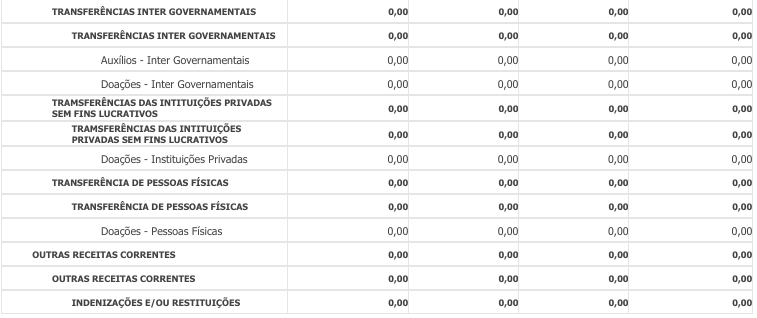 TRANSFERÊNCIAS INTER GOVERNAMENTAIS 0,00 0,00 0,00 0,00
TRANSFERÊNCIAS INTER GOVERNAMENTAIS 0,00 0,00 0,00 0,00
Auxílios - Inter Governamentais 0,00 0,00 0,00 0,00
Doações - Inter Governamentais 0,00 0,00 0,00 0,00
TRAMSFERÊNCIAS DAS INTITUIÇÕES PRIVADAS
SEM FINS LUCRATIVOS 0,00 0,00 0,00 0,00
TRAMSFERÊNCIAS DAS INTITUIÇÕES
PRIVADAS SEM FINS LUCRATIVOS 0,00 0,00 0,00 0,00
Doações - Instituições Privadas 0,00 0,00 0,00 0,00
TRANSFERÊNCIA DE PESSOAS FÍSICAS 0,00 0,00 0,00 0,00
TRANSFERÊNCIA DE PESSOAS FÍSICAS 0,00 0,00 0,00 0,00
Doações - Pessoas Físicas 0,00 0,00 0,00 0,00
OUTRAS RECEITAS CORRENTES 0,00 0,00 0,00 0,00
OUTRAS RECEITAS CORRENTES 0,00 0,00 0,00 0,00
INDENIZAÇÕES E/OU RESTITUIÇÕES 0,00 0,00 0,00 0,00